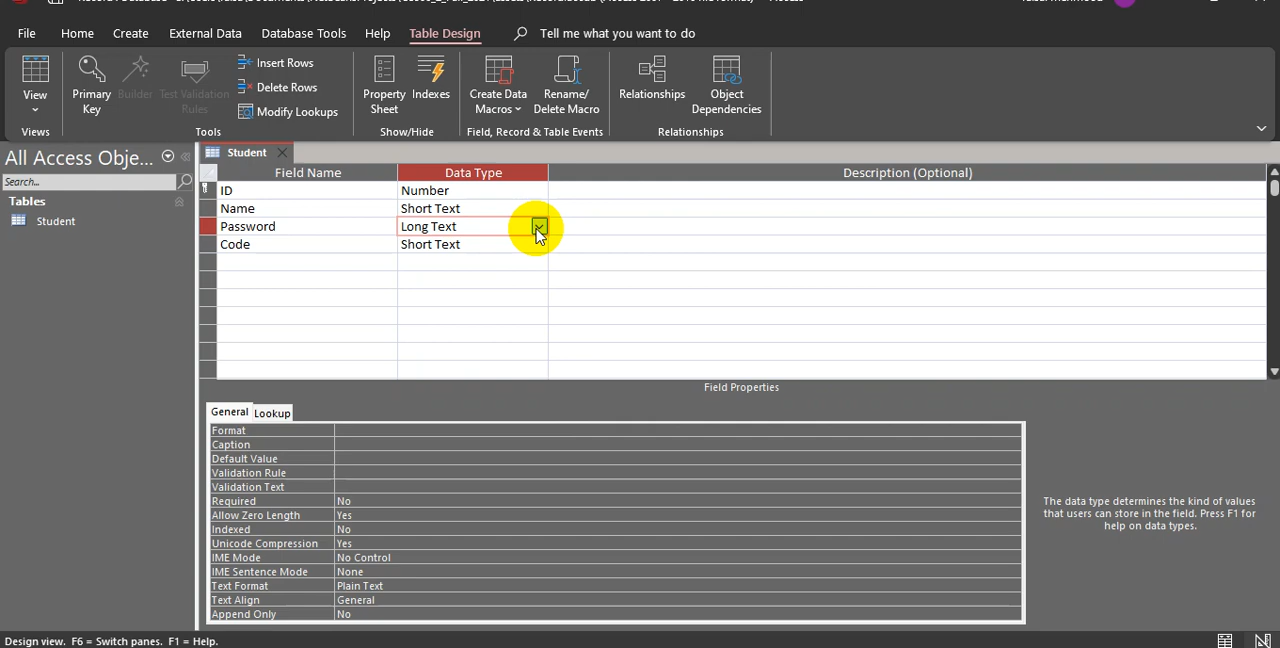 File Home Create External Data Database Tools Help Table Design Tell me what you want to do
View
Primary Key
Builder
Test Validation Rules
Insert Rows
Delete Rows
Modify Lookups
Property Sheet
Indexes
Create Data Macros
Rename/ Delete Macro
Relationships
Object Dependencies
Views Tools Show/Hide Field, Record & Table Events Relationships
All Access Obje...
Search...
Tables
Student
Student
Field Name Data Type Description (Optional)
ID Number
Name Short Text
Password Long Text
Code Short Text
Field Properties
General Lookup
Format
Caption
Default Value
Validation Rule
Validation Text
Required No
Allow Zero Length Yes
Indexed No
Unicode Compression Yes
IME Mode No Control
IME Sentence Mode None
Text Format Plain Text
Text Align General
Append Only No
The data type determines the kind of values
that users can store in the field. Press F1 for
help on data types.
Design view. F6 = Switch panes. F1 = Help.